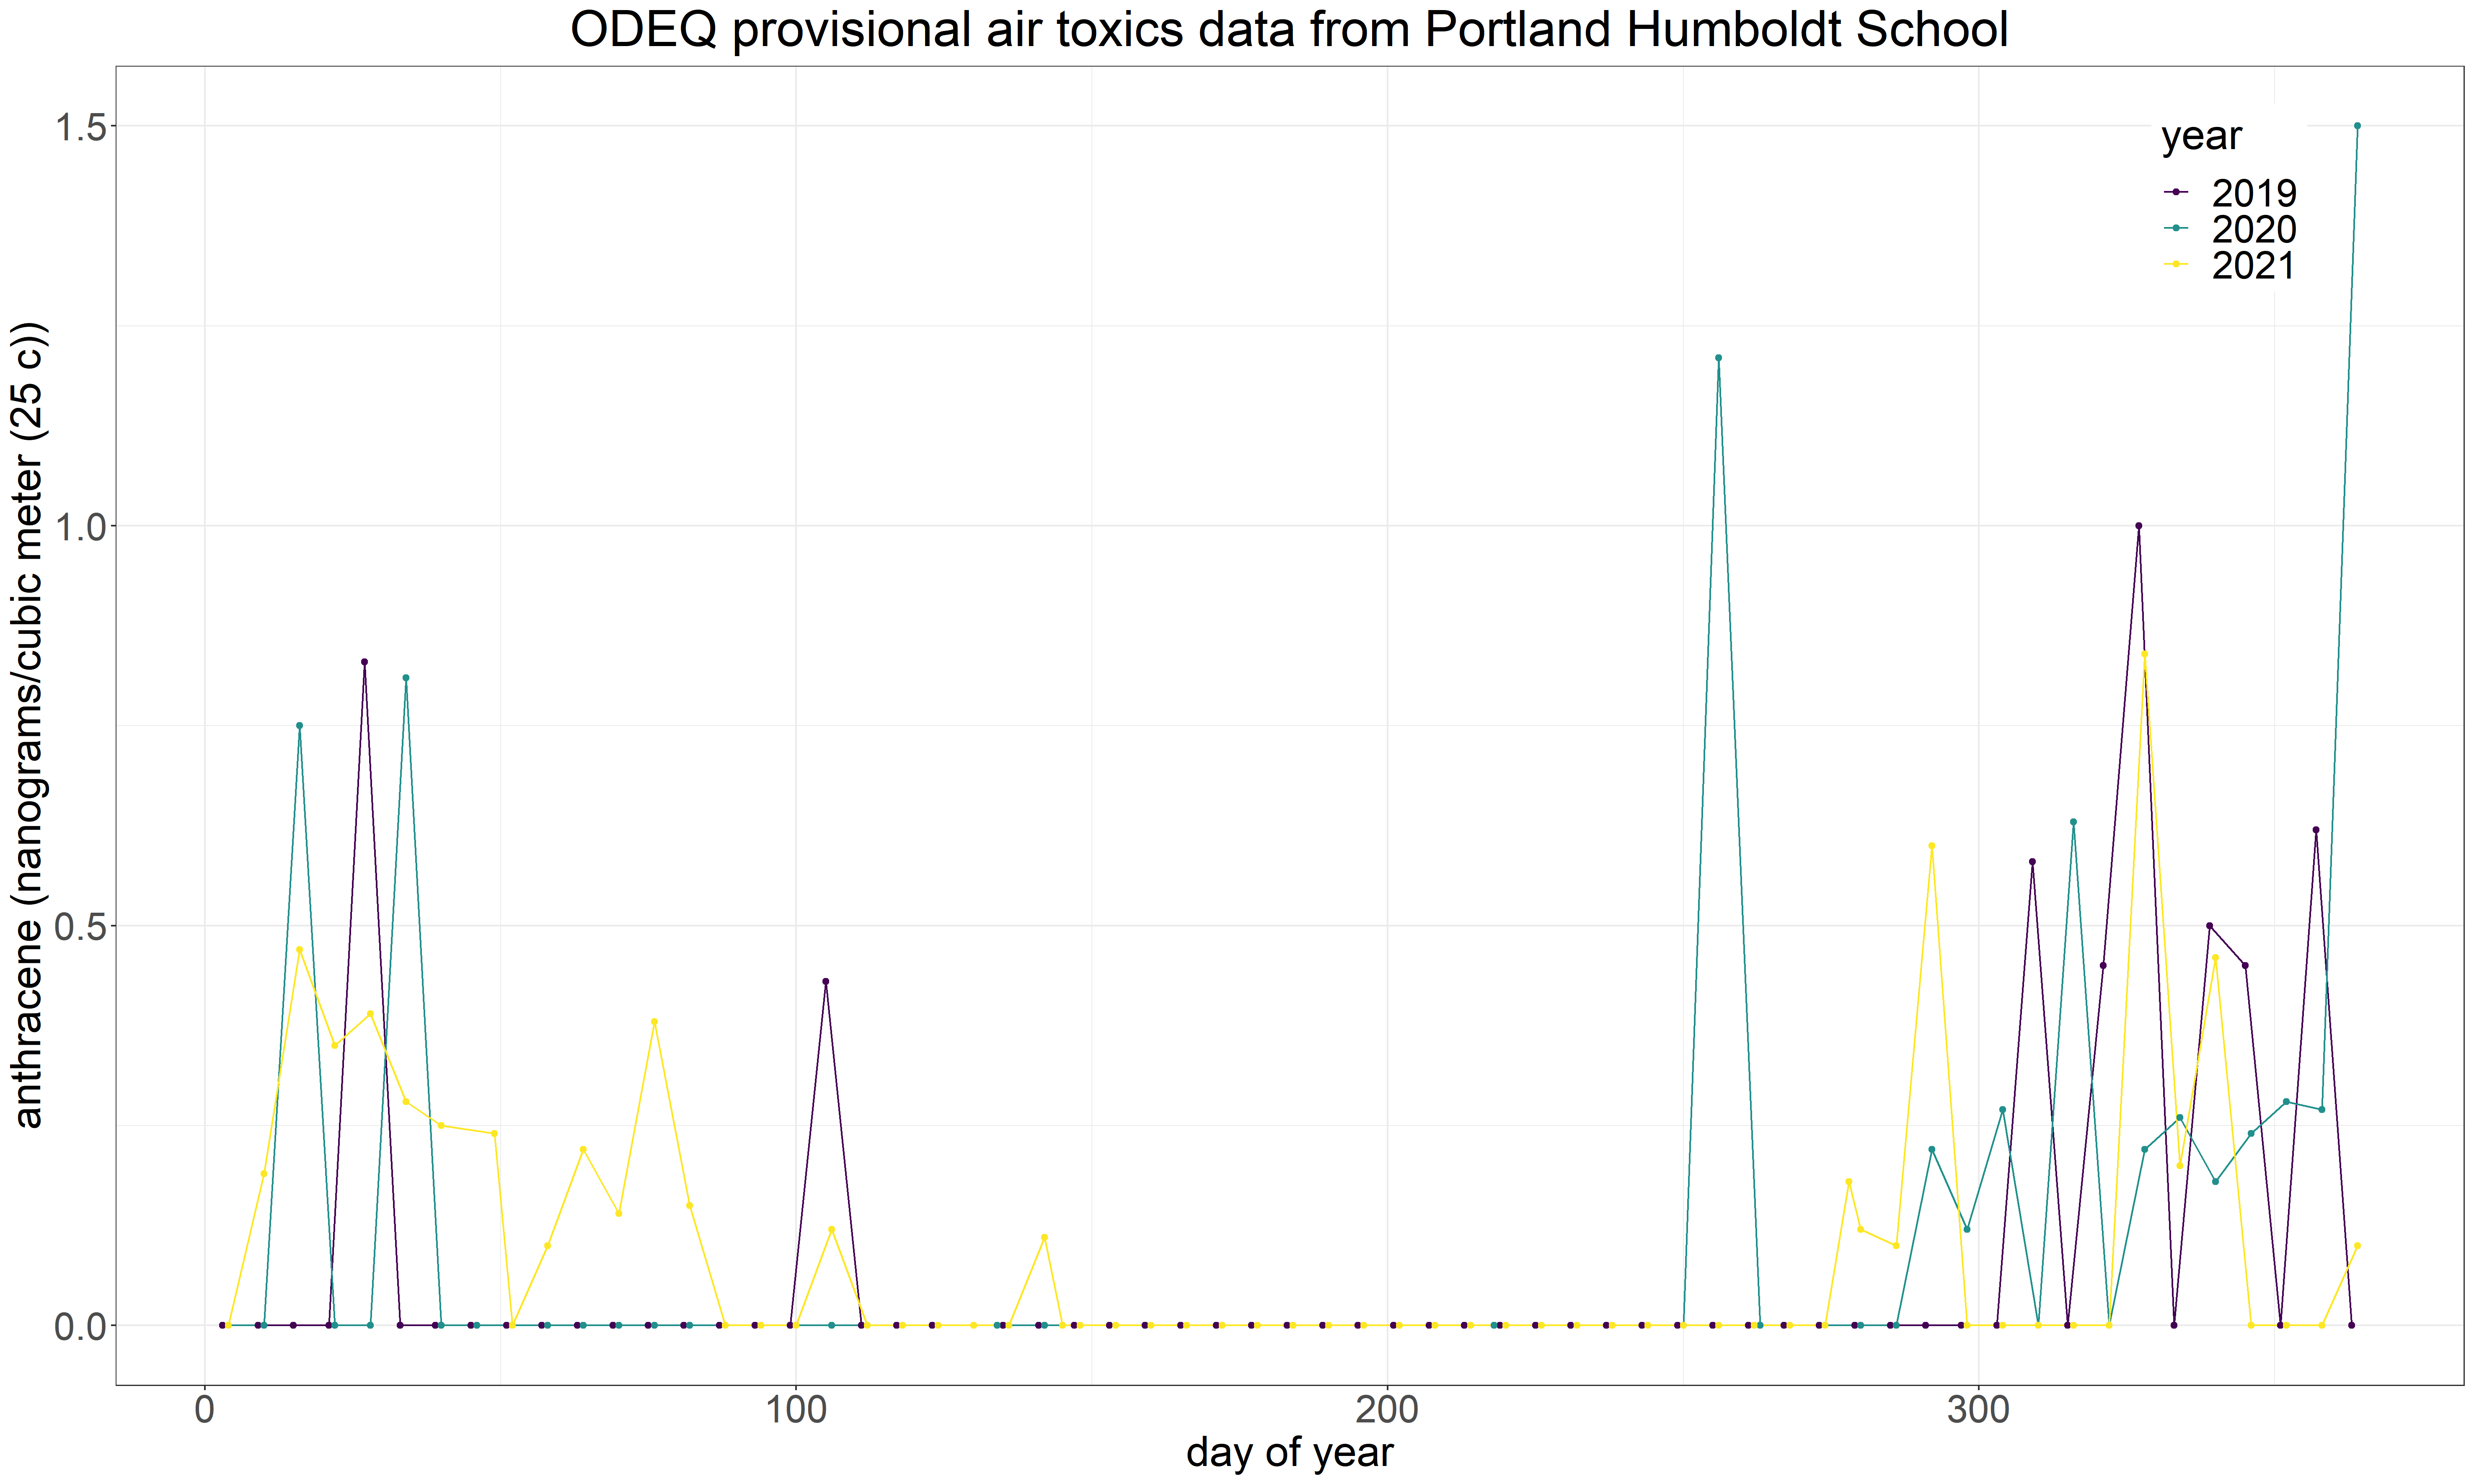 ODEQ provisional air toxics data from Portland Humboldt School
anthracene (nanograms/cubic meter (25 c))
1.5
1.0
0.5
0.0
year
2019
2020
2021
0 100 200 300
day of year